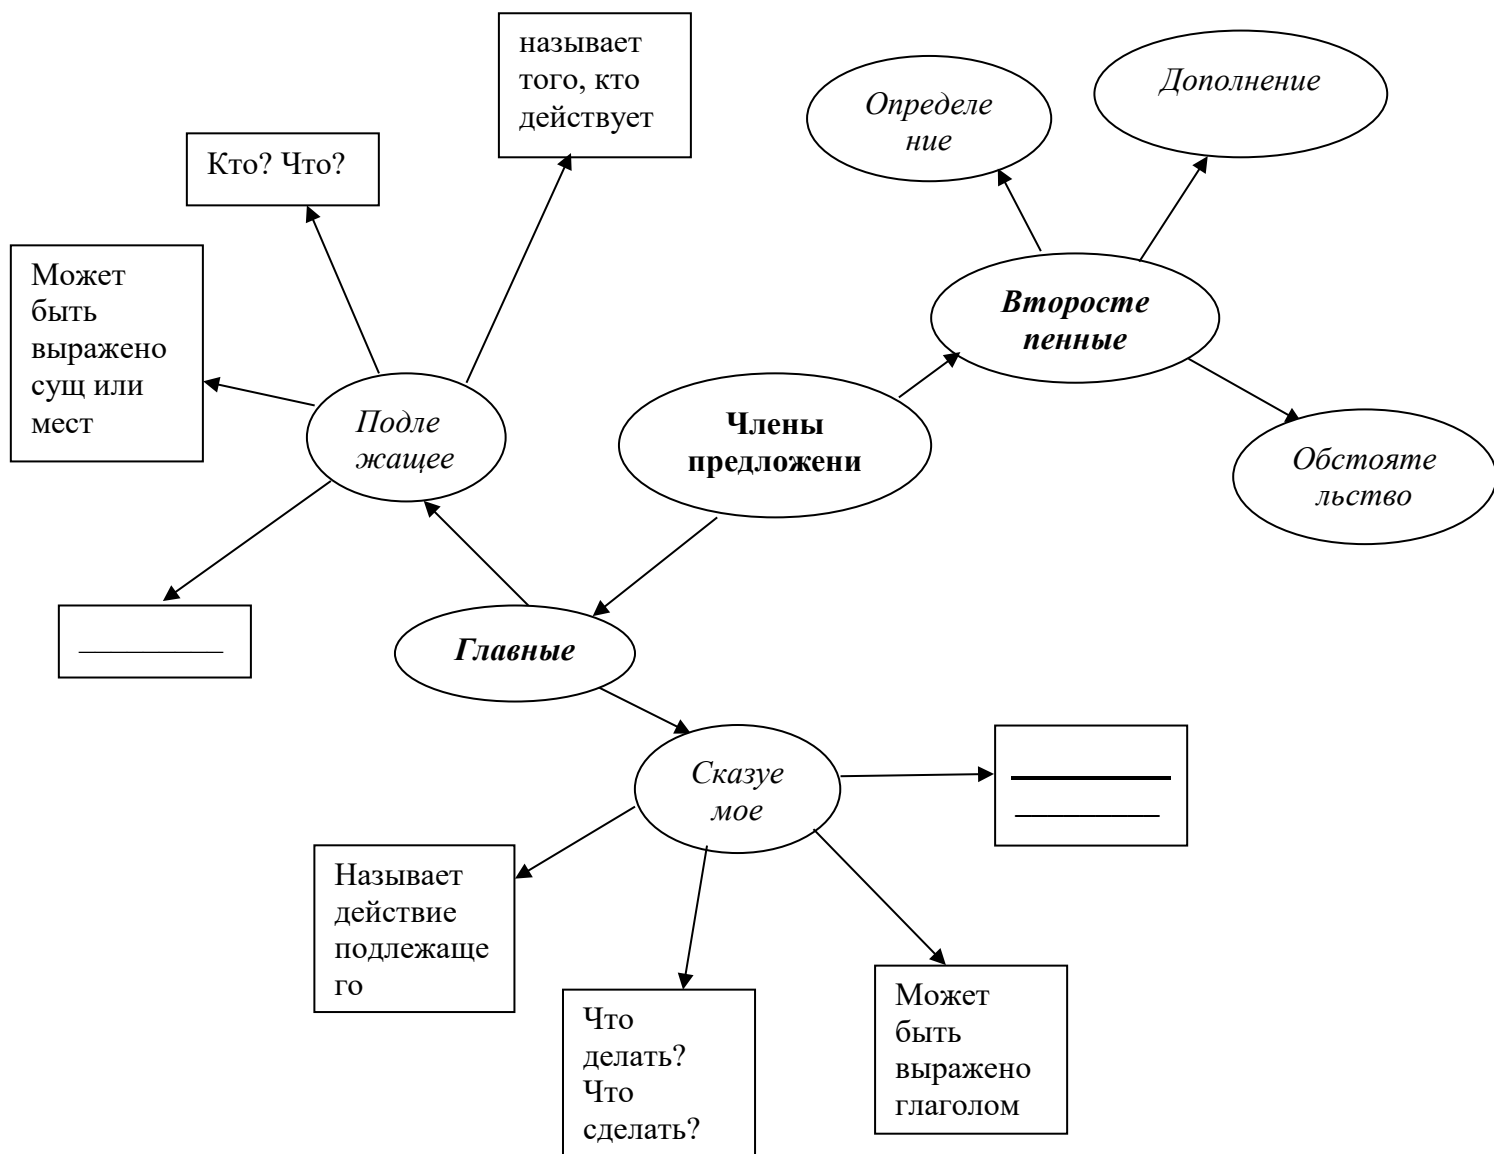 называет
того, кто
действует
Определе
ние
Дополнение
Кто? Что?
Может
быть
выражено
сущ или
мест
Второсте
пенные
Подле
жащее
Члены
предложени
Обстояте
льство
Главные
Сказуе
мое
Называет
действие
подлежаще
го
Что
делать?
Что
сделать?
Может
быть
выражено
глаголом